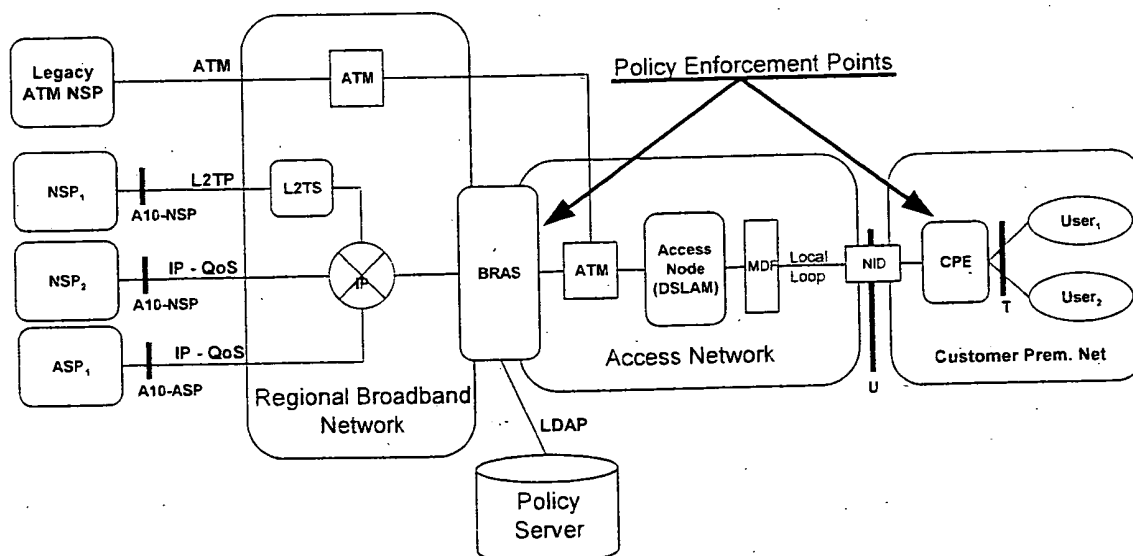 Legacy
ATM NSP
ATM
ATM
Policy Enforcement Points
NSP₁
A10-NSP
L2TP
L2TS
NSP₂
A10-NSP
IP - QoS
IP
BRAS
ATM
Access
Node
(DSLAM)
MDF
Local
Loop
NID
CPE
T
User₁
User₂
ASP₁
A10-ASP
IP - QoS
Regional Broadband
Network
Access Network
Customer Prem. Net
U
LDAP
Policy
Server